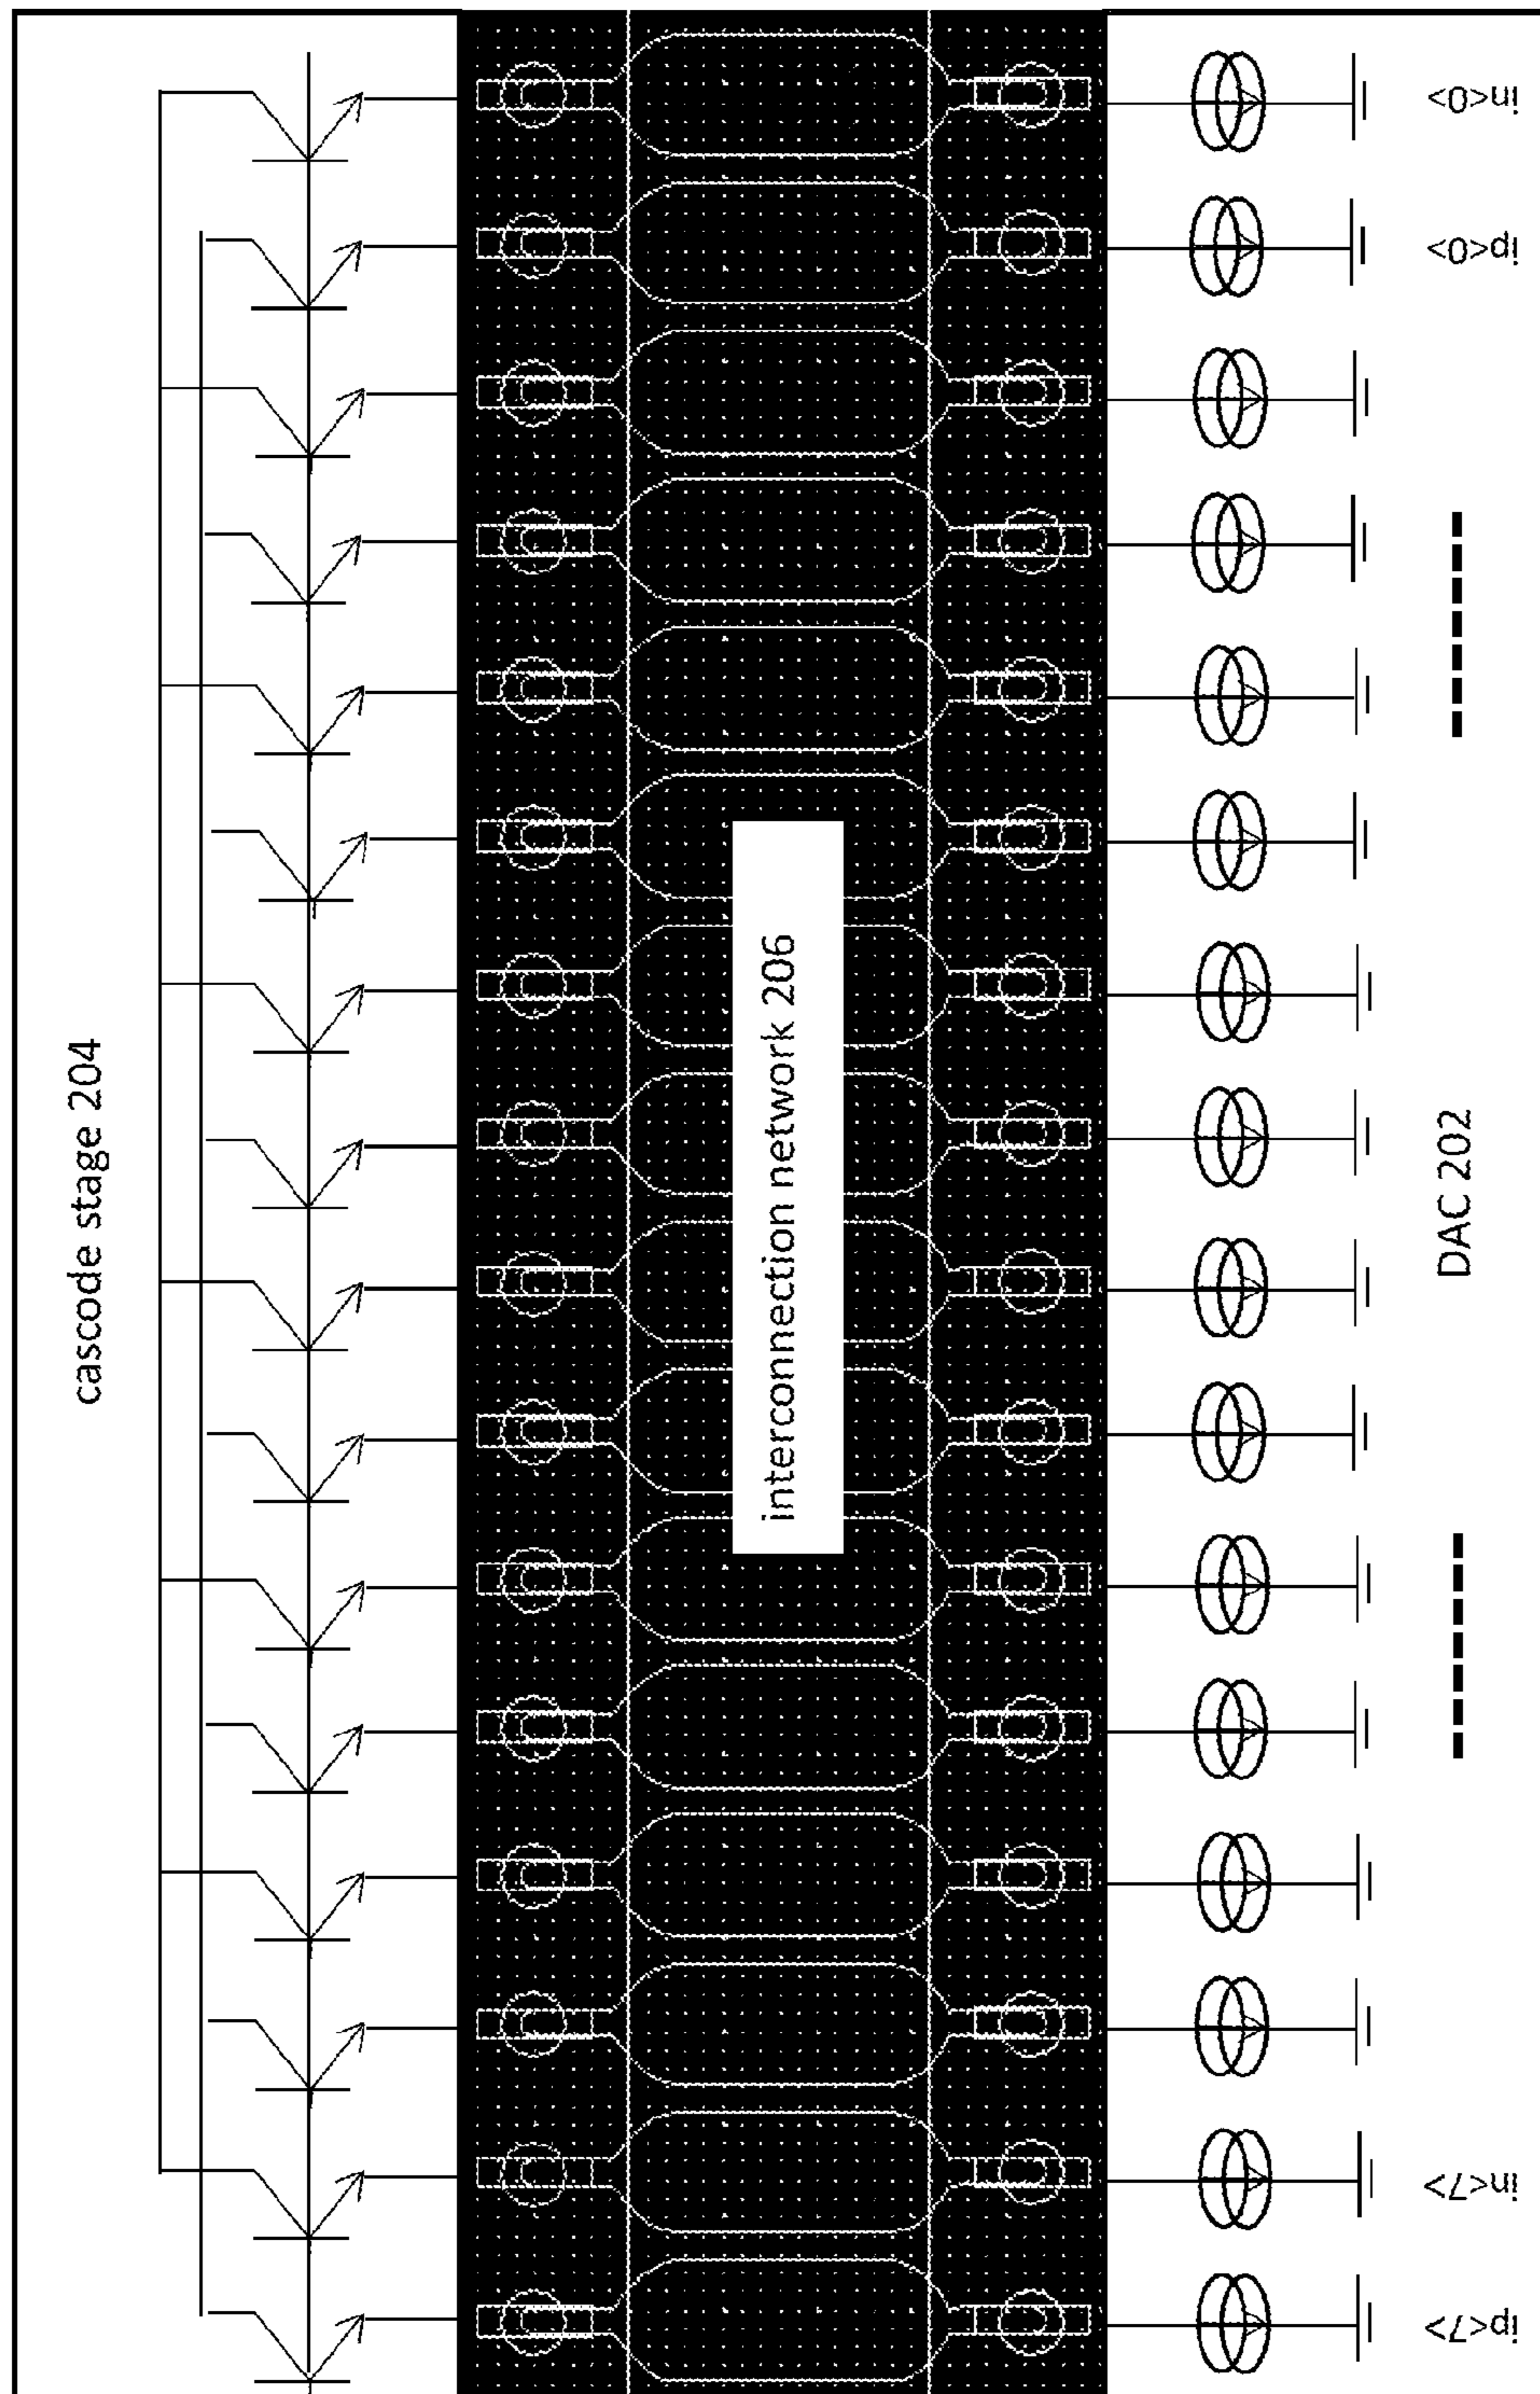 cascode stage 204
interconnection network 206
DAC 202
in<0>
ip<0>
in<7>
ip<7>